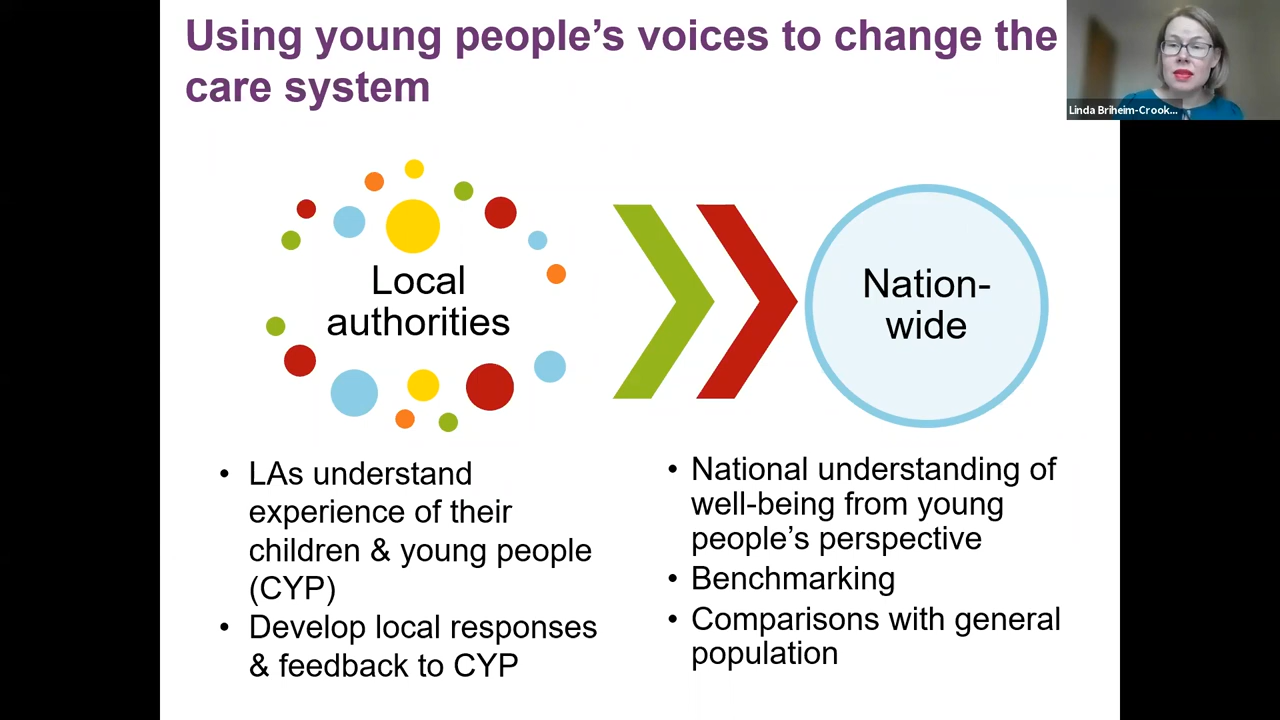 Using young people’s voices to change the
care system
Linda Briheim-Crook...
Local
authorities
Nation-
wide
• LAs understand
experience of their
children & young people
(CYP)
• Develop local responses
& feedback to CYP
• National understanding of
well-being from young
people’s perspective
• Benchmarking
• Comparisons with general
population